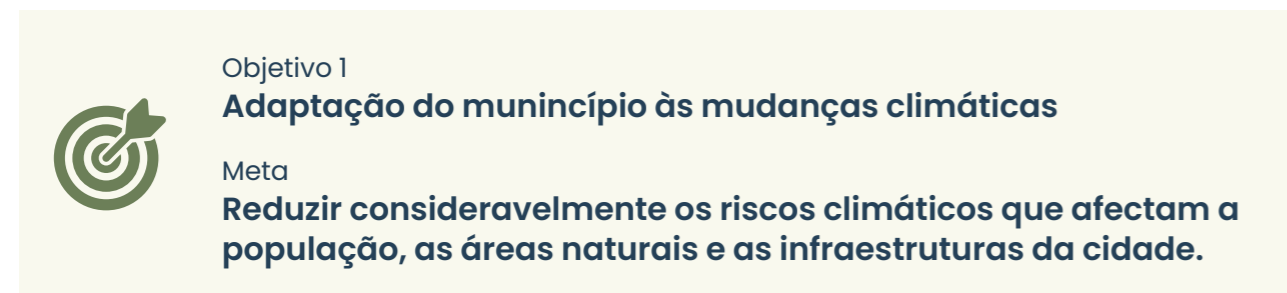 Objetivo 1
Adaptação do munincípio às mudanças climáticas
Meta
Reduzir consideravelmente os riscos climáticos que afectam a
população, as áreas naturais e as infraestruturas da cidade.